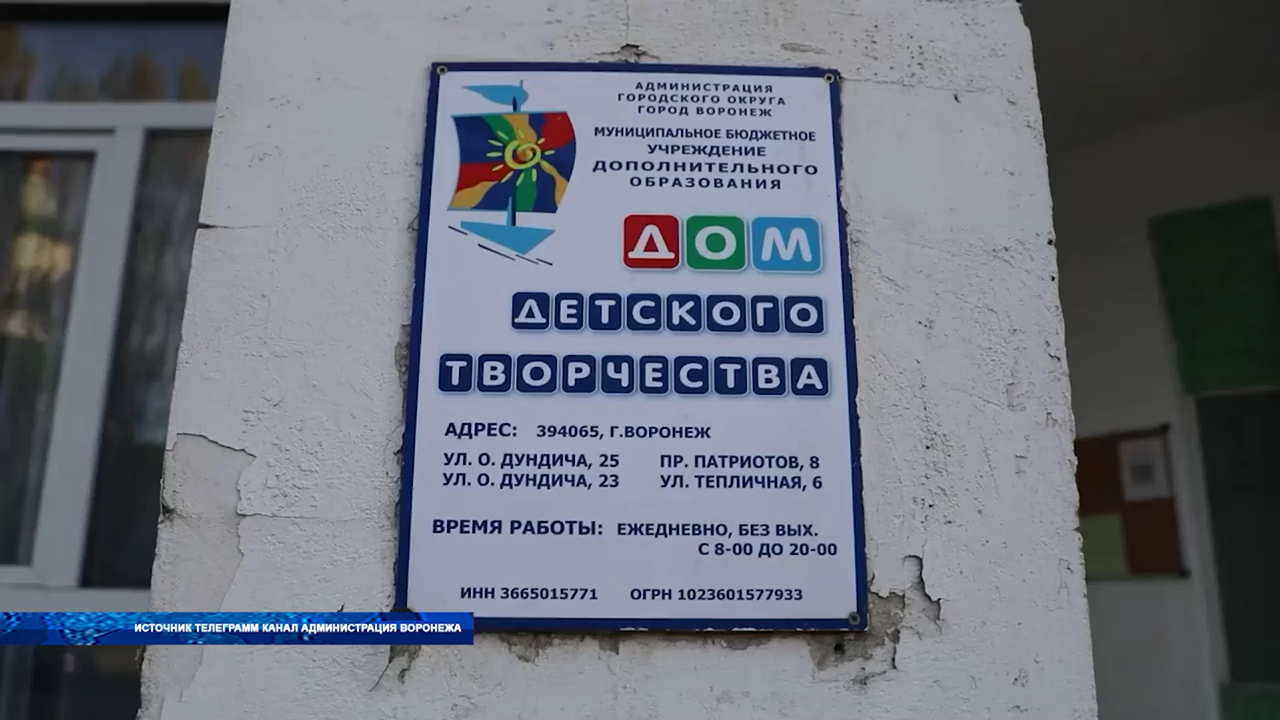 АДМИНИСТРАЦИЯ
ГОРОДСКОГО ОКРУГА
ГОРОД ВОРОНЕЖ
МУНИЦИПАЛЬНОЕ БЮДЖЕТНОЕ
УЧРЕЖДЕНИЕ
ДОПОЛНИТЕЛЬНОГО
ОБРАЗОВАНИЯ
ДОМ
ДЕТСКОГО
ТВОРЧЕСТВА
АДРЕС: 394065, Г.ВОРОНЕЖ
УЛ. О. ДУНДИЧА, 25 ПР. ПАТРИОТОВ, 8
УЛ. О. ДУНДИЧА, 23 УЛ. ТЕПЛИЧНАЯ, 6
ВРЕМЯ РАБОТЫ: ЕЖЕДНЕВНО, БЕЗ ВЫХ.
С 8-00 ДО 20-00
ИНН 3665015771 ОГРН 1023601577933
ИСТОЧНИК ТЕЛЕГРАММ КАНАЛ АДМИНИСТРАЦИЯ ВОРОНЕЖА